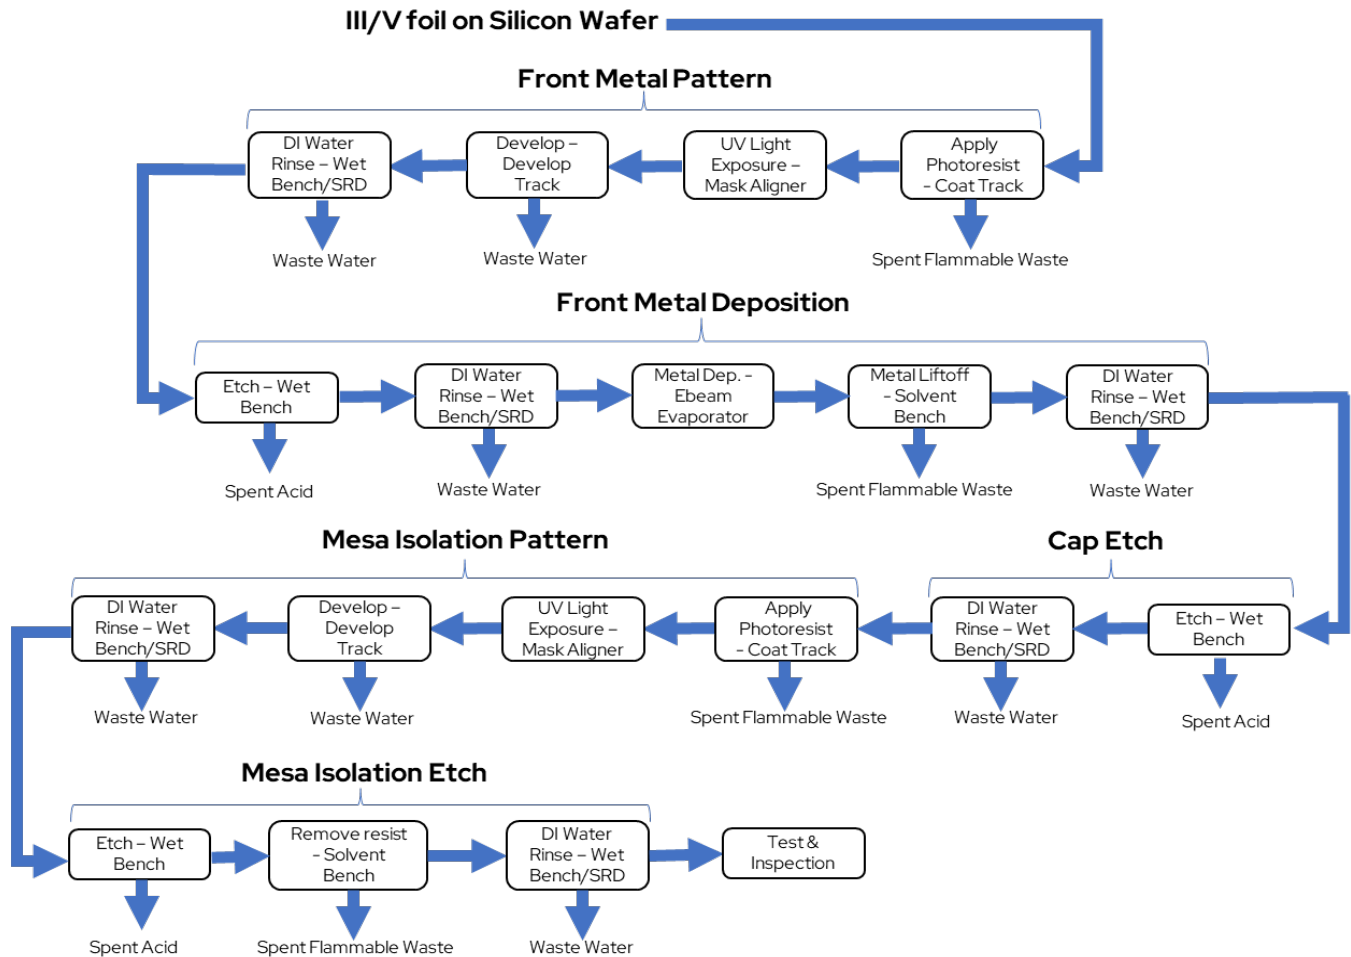 III/V foil on Silicon Wafer
Front Metal Pattern
DI Water
Rinse – Wet
Bench/SRD
Develop –
Develop
Track
UV Light
Exposure –
Mask Aligner
Apply
Photoresist
- Coat Track
Waste Water
Waste Water
Spent Flammable Waste
Front Metal Deposition
Etch – Wet
Bench
DI Water
Rinse – Wet
Bench/SRD
Metal Dep. -
Ebeam
Evaporator
Metal Liftoff
- Solvent
Bench
DI Water
Rinse – Wet
Bench/SRD
Spent Acid
Waste Water
Spent Flammable Waste
Waste Water
Mesa Isolation Pattern
Cap Etch
DI Water
Rinse – Wet
Bench/SRD
Develop –
Develop
Track
UV Light
Exposure –
Mask Aligner
Apply
Photoresist
- Coat Track
DI Water
Rinse – Wet
Bench/SRD
Etch – Wet
Bench
Waste Water
Waste Water
Spent Flammable Waste
Waste Water
Spent Acid
Mesa Isolation Etch
Etch – Wet
Bench
Remove resist
- Solvent
Bench
DI Water
Rinse – Wet
Bench/SRD
Test &
Inspection
Spent Acid
Spent Flammable Waste
Waste Water